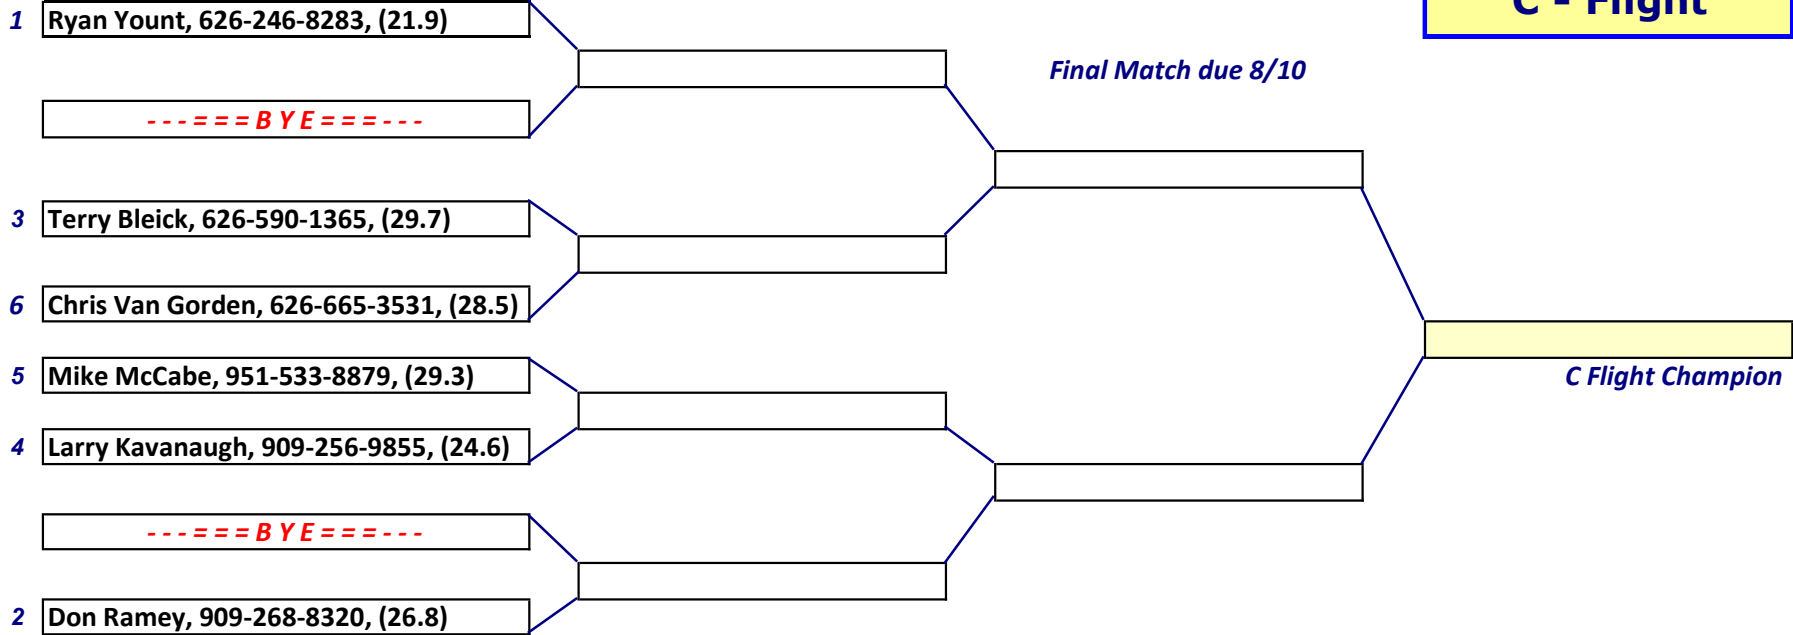 C - Flight
1 Ryan Yount, 626-246-8283, (21.9)
Final Match due 8/10
- - - = = = B Y E = = = - - -
3 Terry Bleick, 626-590-1365, (29.7)
6 Chris Van Gorden, 626-665-3531, (28.5)
5 Mike McCabe, 951-533-8879, (29.3)
C Flight Champion
4 Larry Kavanaugh, 909-256-9855, (24.6)
- - - = = = B Y E = = = - - -
2 Don Ramey, 909-268-8320, (26.8)